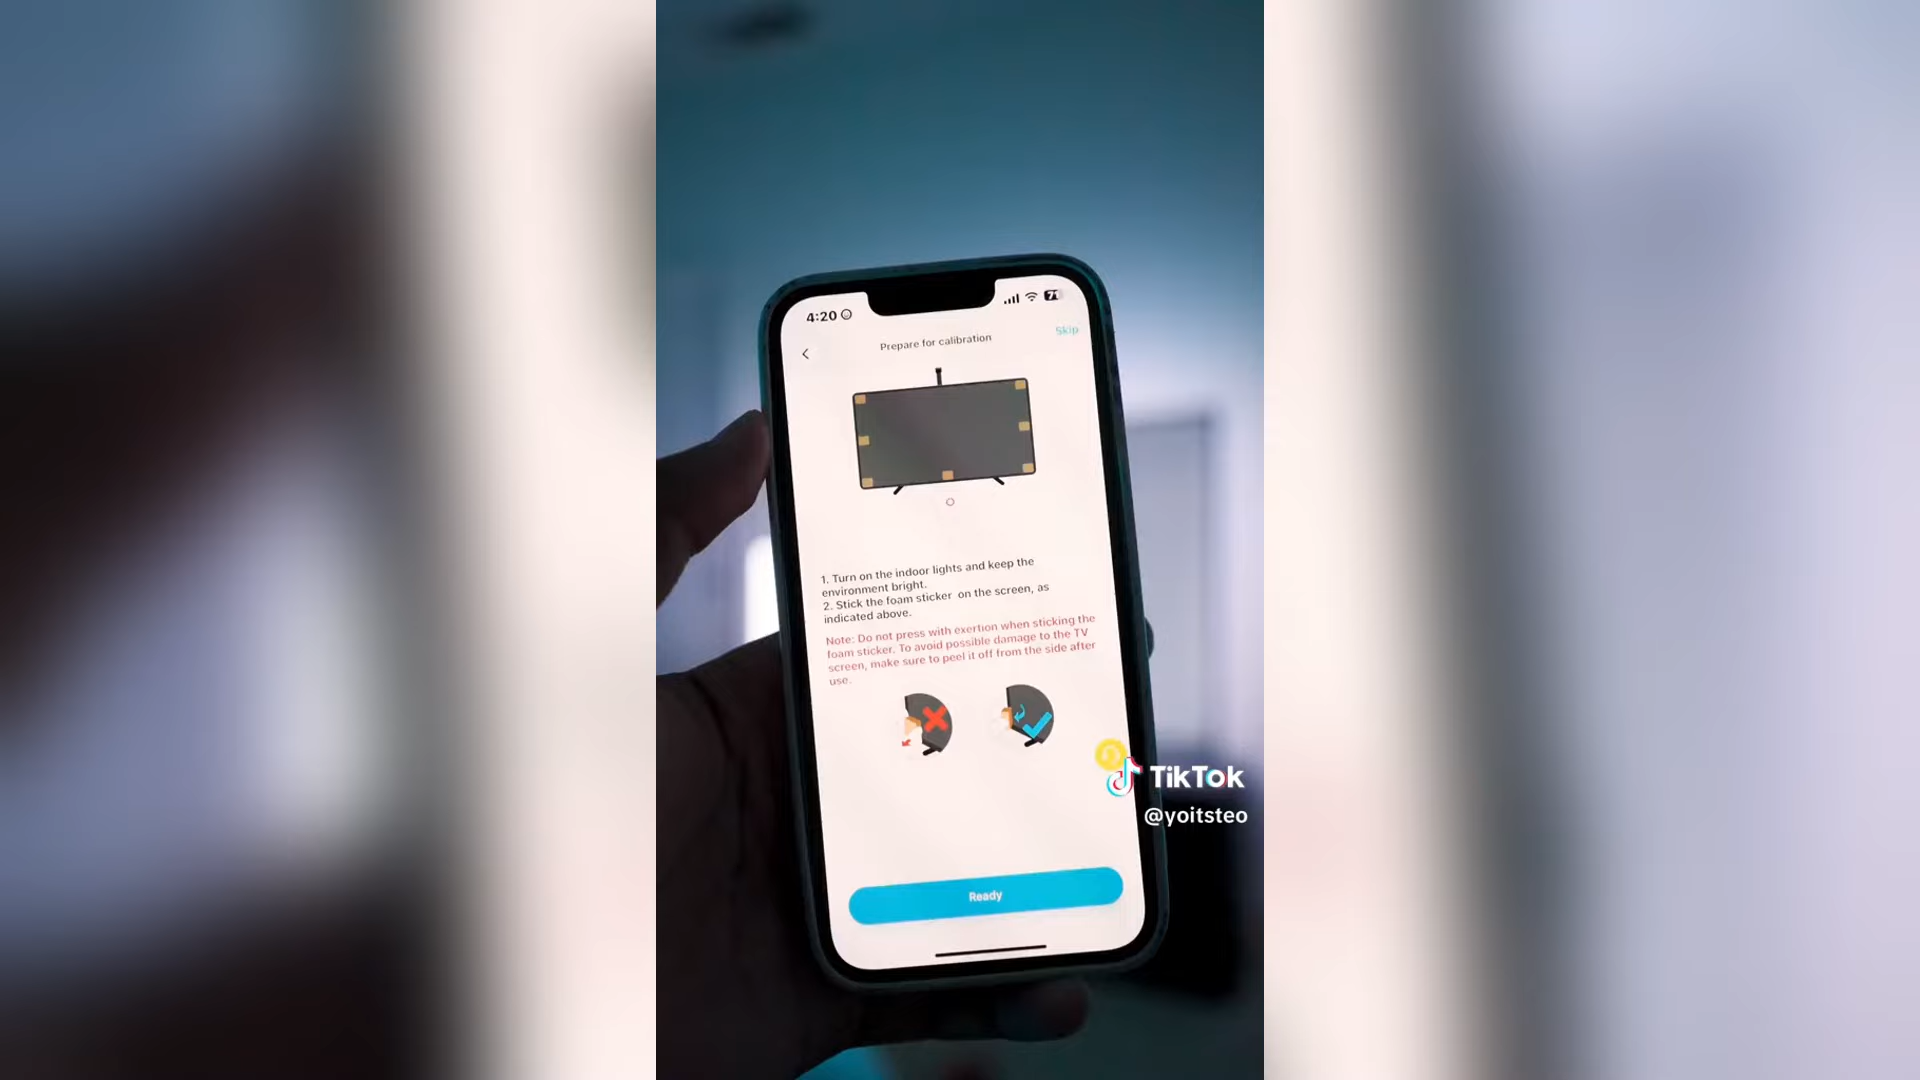 4:20
71
Skip
Prepare for calibration
1. Turn on the indoor lights and keep the
environment bright.
2. Stick the foam sticker on the screen, as
indicated above.
Note: Do not press with exertion when sticking the
foam sticker. To avoid possible damage to the TV
screen, make sure to peel it off from the side after
use.
TikTok
@yoitsteo
Ready